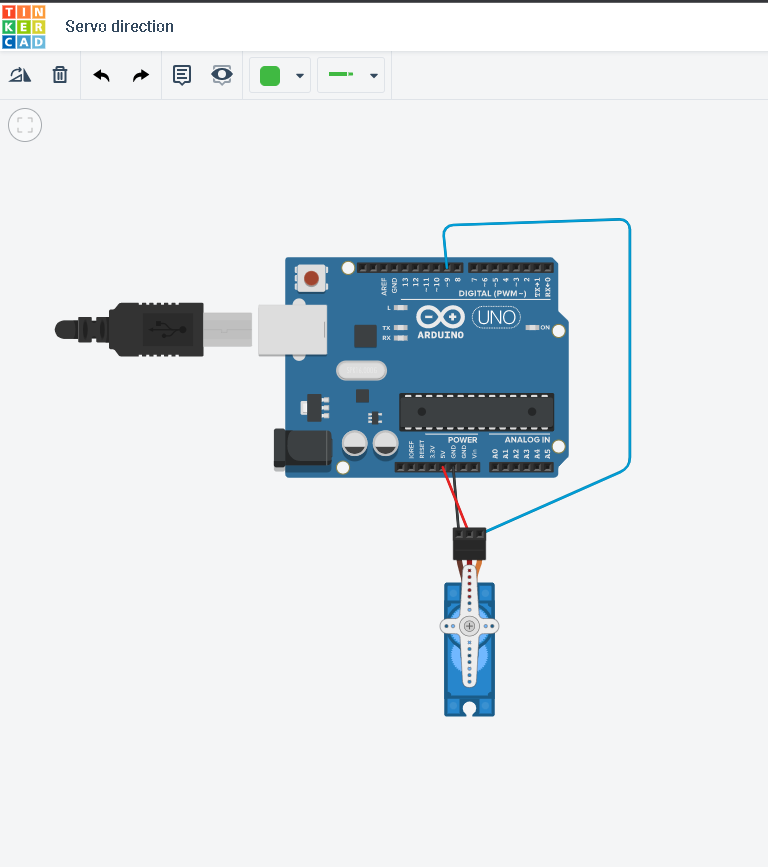 TIN
KER
CAD
Servo direction
AREF
GND
13
12
~11
~10
~9
8
7
~6
~5
4
~3
2
TX→1
RX←0
DIGITAL (PWM~)
L
TX
RX
ARDUINO
UNO
ON
POWER
ANALOG IN
IOREF
RESET
3.3V
5V
GND
GND
Vin
A0
A1
A2
A3
A4
A5